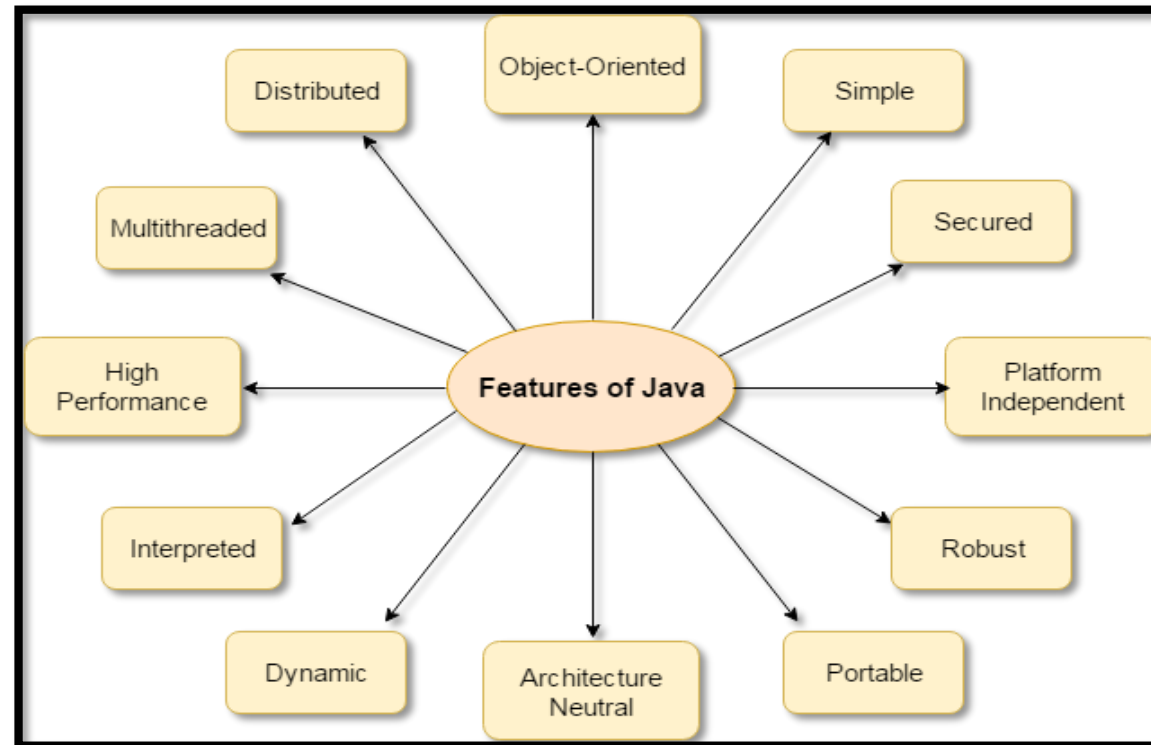 Object-Oriented
Distributed
Simple
Multithreaded
Secured
High
Performance
Features of Java
Platform
Independent
Interpreted
Robust
Dynamic
Architecture
Neutral
Portable